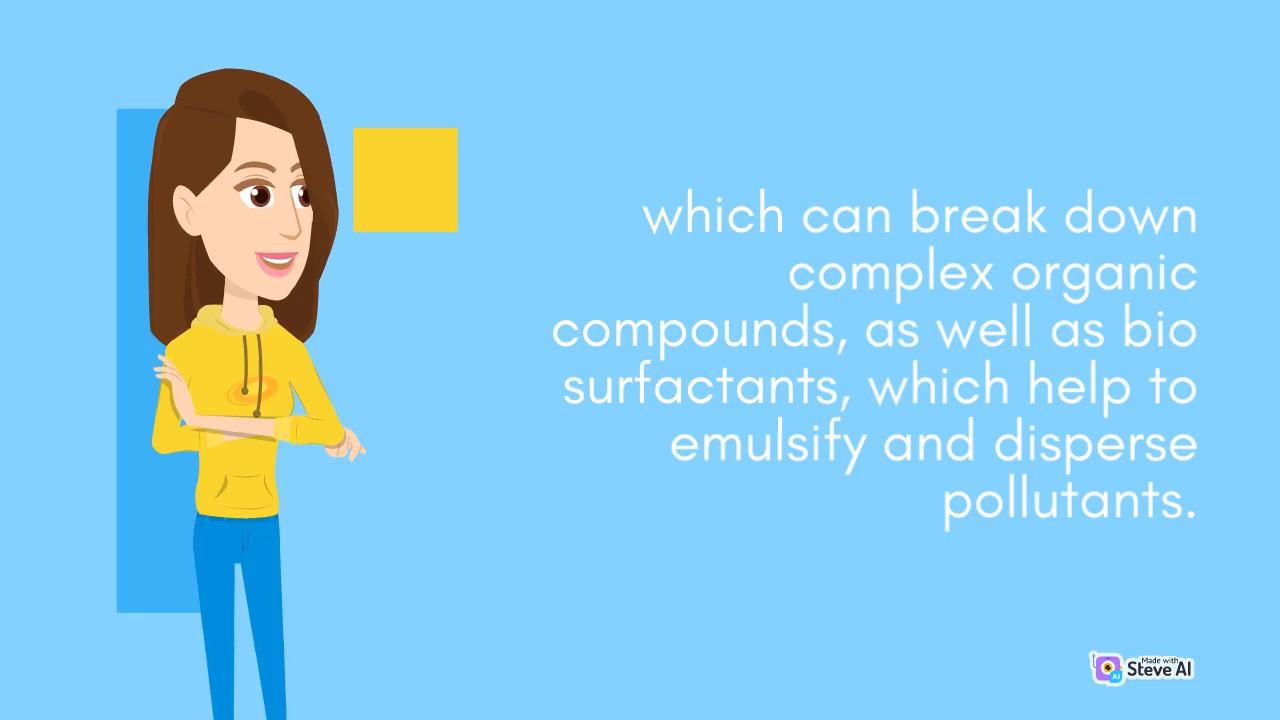 which can break down
complex organic
compounds, as well as bio
surfactants, which help to
emulsify and disperse
pollutants.
Made with
Steve AI
AI